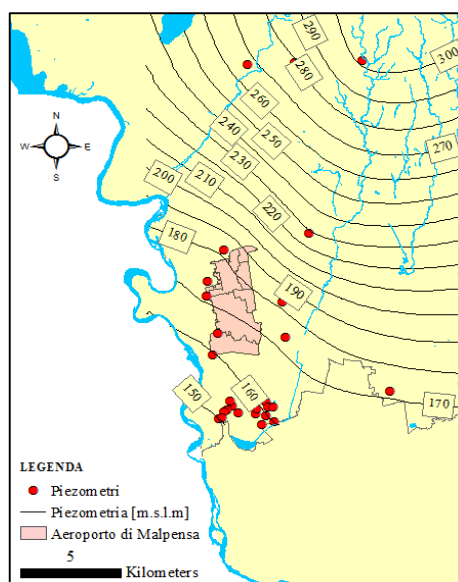 290
300
280
260
270
240
250
230
200
210
220
180
190
150
160
170
N
W E
S
LEGENDA
Piezometri
Piezometria [m.s.l.m]
Aeroporto di Malpensa
5
Kilometers